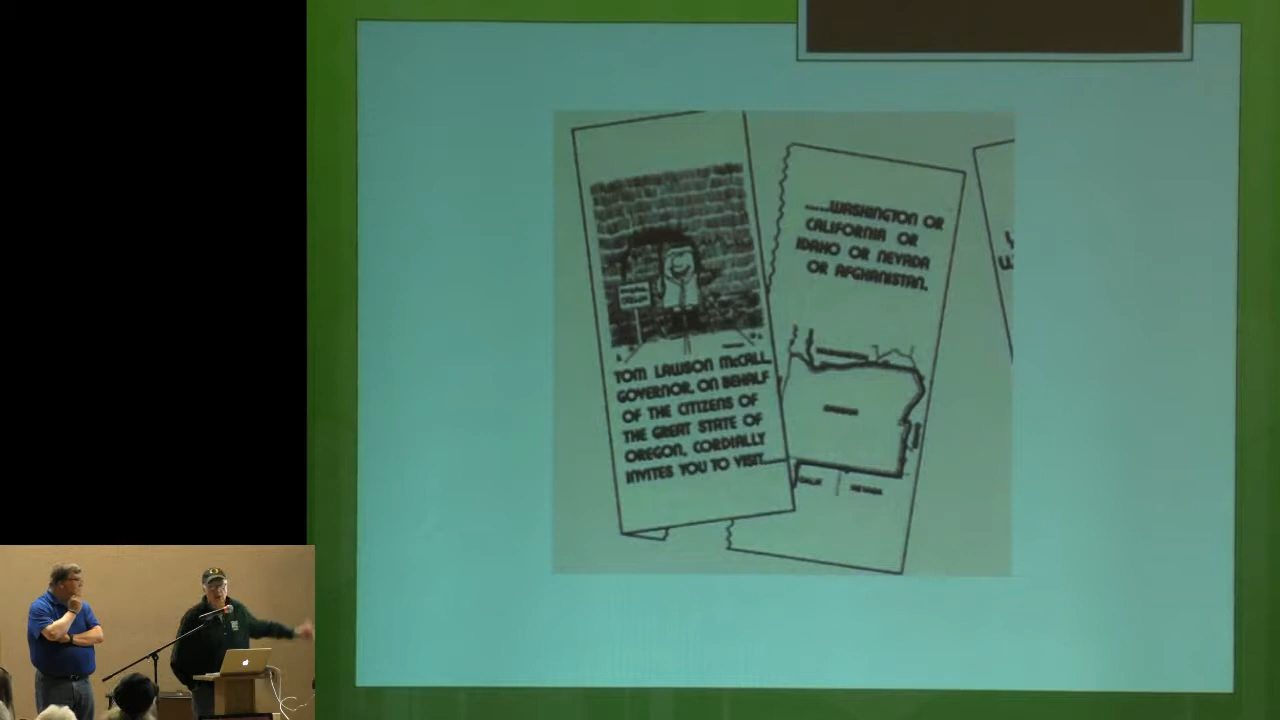 TOM LAWSON McCALL,
GOVERNOR, ON BEHALF
OF THE CITIZENS OF
THE GREAT STATE OF
OREGON, CORDIALLY
INVITES YOU TO VISIT......
......WASHINGTON OR
CALIFORNIA OR
IDAHO OR NEVADA
OR AFGHANISTAN.
NEVADA